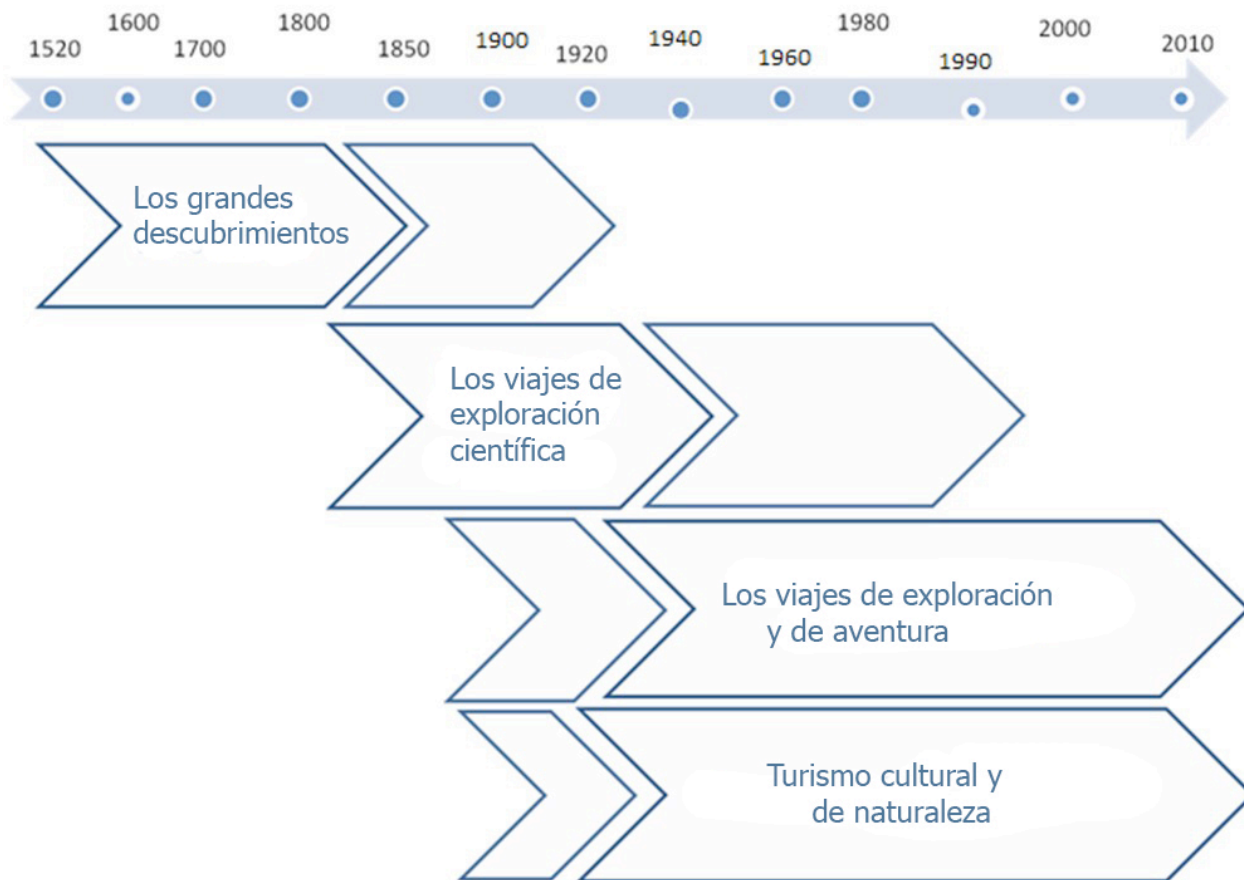 1520 1600 1700 1800 1850 1900 1920 1940 1960 1980 1990 2000 2010
Los grandes
descubrimientos
Los viajes de
exploración
científica
Los viajes de exploración
y de aventura
Turismo cultural y
de naturaleza